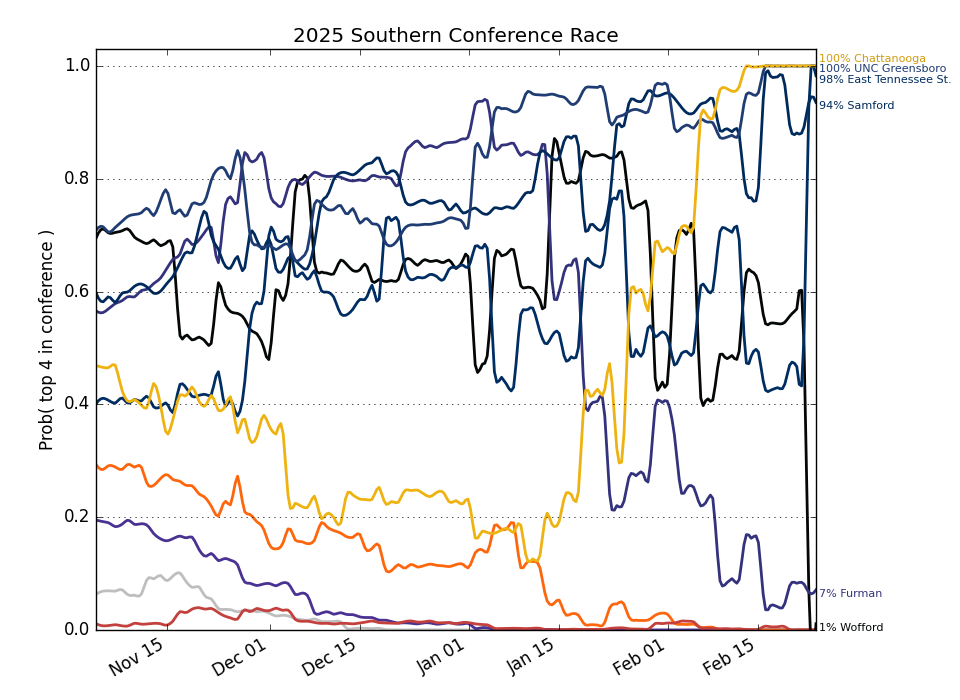 2025 Southern Conference Race
1.0
0.8
0.6
0.4
0.2
0.0
Prob( top 4 in conference )
Nov 15
Dec 01
Dec 15
Jan 01
Jan 15
Feb 01
Feb 15
100% Chattanooga
100% UNC Greensboro
98% East Tennessee St.
94% Samford
7% Furman
1% Wofford